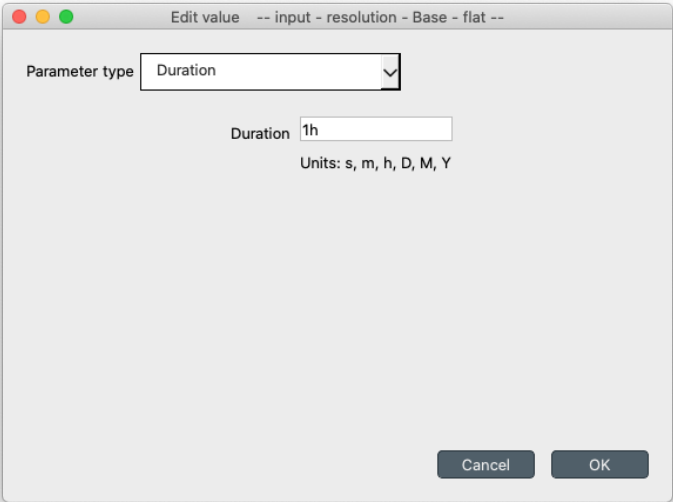 Edit value -- input - resolution - Base - flat --
Parameter type Duration
Duration 1h
Units: s, m, h, D, M, Y
Cancel OK